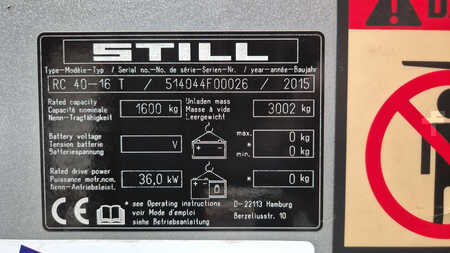 STILL
Type-Modèle-Typ / Serial no.-No. de série-Serien-Nr. / year-année-Baujahr
RC 40-16 T / 514044F00026 / 2015
Rated capacity
Capacité nominale
Nenn-Tragfähigkeit
1600 kg
Unladen mass
Masse à vide
Leergewicht
3002 kg
Battery voltage
Tension batterie
Batteriespannung
V
max.
* 0 kg
min.
* 0 kg
Rated drive power
Puissance motr.nom.
Nenn-Antriebsleist.
36,0 kW
* 0 kg
CE
* see Operating instructions
voir Mode d'emploi
siehe Betriebsanleitung
D-22113 Hamburg
Berzeliusstr. 10